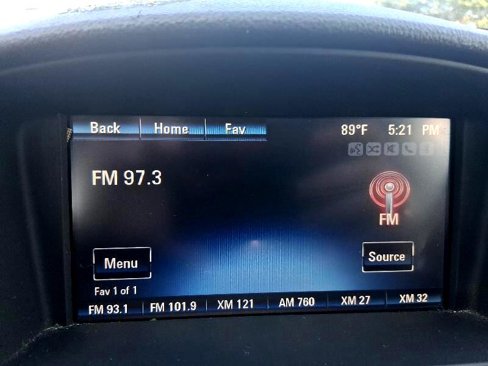 Back Home Fav 89°F 5:21 PM
FM 97.3
FM
Menu Source
Fav 1 of 1
FM 93.1 FM 101.9 XM 121 AM 760 XM 27 XM 32